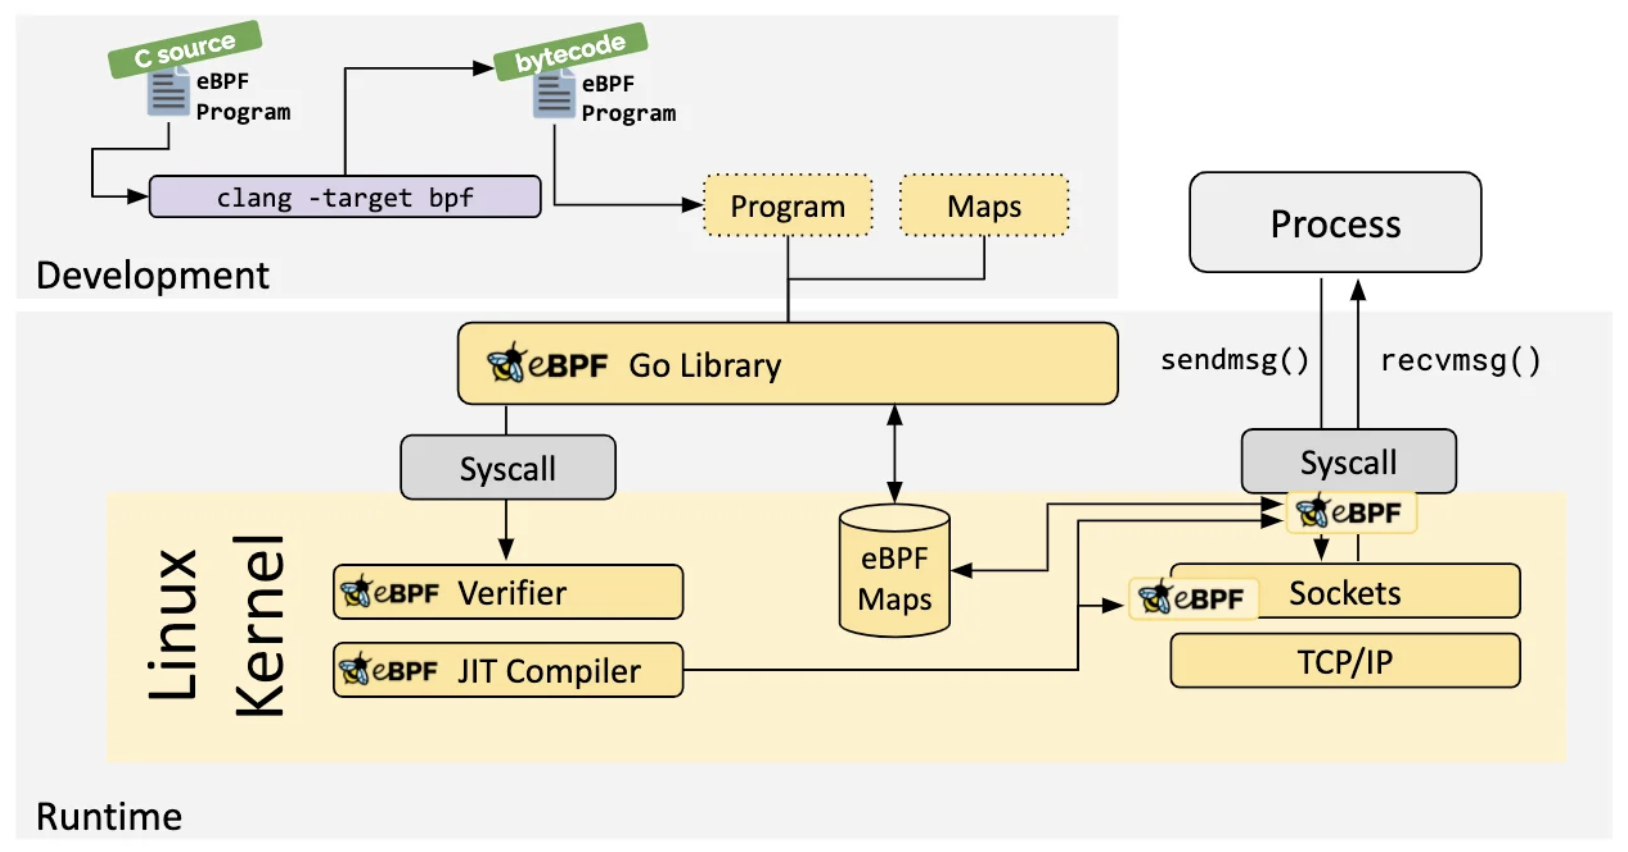 C source
eBPF
Program
bytecode
eBPF
Program
clang -target bpf
Program
Maps
Development
Process
eBPF Go Library
sendmsg()
recvmsg()
Syscall
Syscall
eBPF
Linux
Kernel
eBPF Verifier
eBPF
Maps
eBPF
Sockets
eBPF JIT Compiler
TCP/IP
Runtime